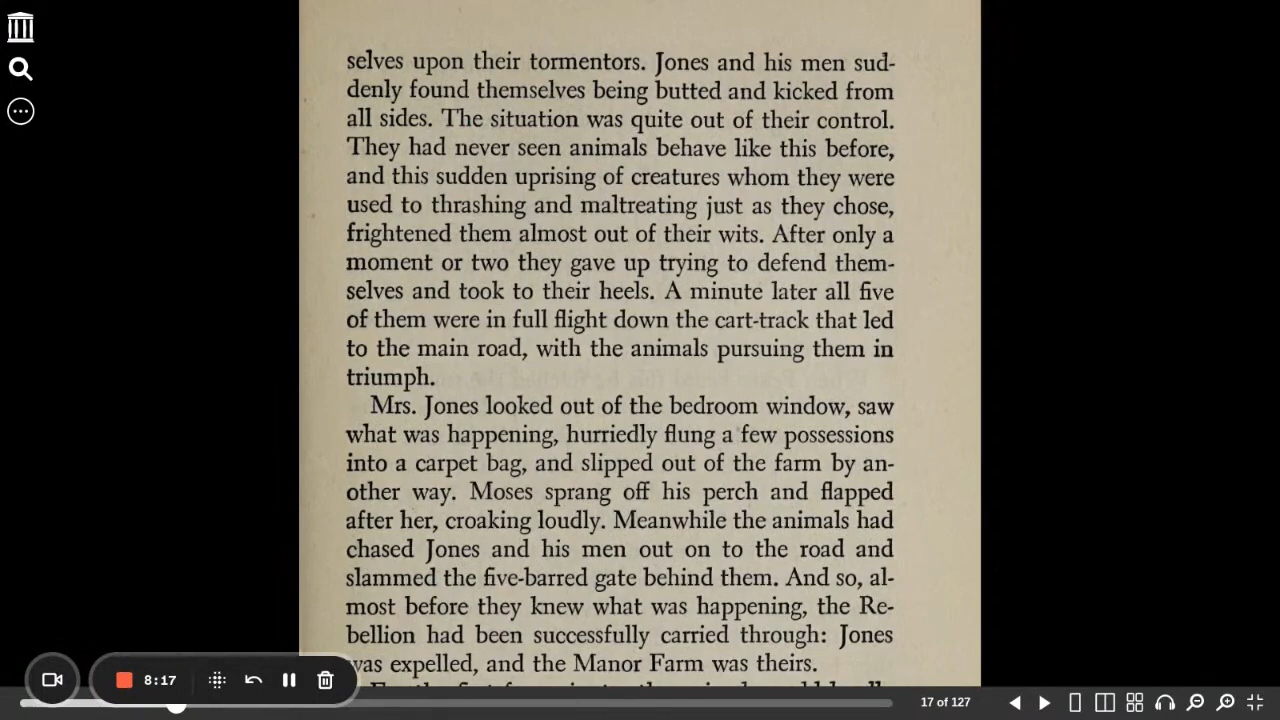 selves upon their tormentors. Jones and his men sud-
denly found themselves being butted and kicked from
all sides. The situation was quite out of their control.
They had never seen animals behave like this before,
and this sudden uprising of creatures whom they were
used to thrashing and maltreating just as they chose,
frightened them almost out of their wits. After only a
moment or two they gave up trying to defend them-
selves and took to their heels. A minute later all five
of them were in full flight down the cart-track that led
to the main road, with the animals pursuing them in
triumph.
Mrs. Jones looked out of the bedroom window, saw
what was happening, hurriedly flung a few possessions
into a carpet bag, and slipped out of the farm by an-
other way. Moses sprang off his perch and flapped
after her, croaking loudly. Meanwhile the animals had
chased Jones and his men out on to the road and
slammed the five-barred gate behind them. And so, al-
most before they knew what was happening, the Re-
bellion had been successfully carried through: Jones
was expelled, and the Manor Farm was theirs.
8:17
17 of 127